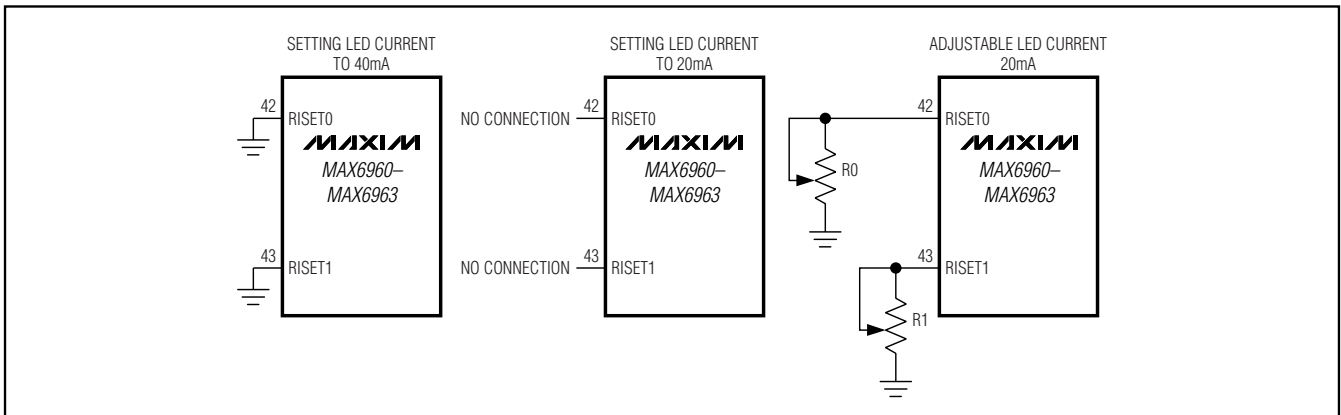 SETTING LED CURRENT
TO 40mA
42
RISET0
MAXIM
MAX6960–
MAX6963
43
RISET1
SETTING LED CURRENT
TO 20mA
NO CONNECTION
42
RISET0
MAXIM
MAX6960–
MAX6963
NO CONNECTION
43
RISET1
ADJUSTABLE LED CURRENT
20mA
42
RISET0
MAXIM
MAX6960–
MAX6963
R0
43
RISET1
R1